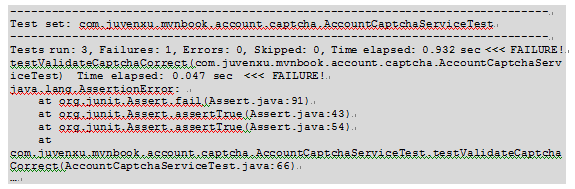 -------------------------------------------------------------------------------
Test set: com.juvenxu.mvnbook.account.captcha.AccountCaptchaServiceTest
-------------------------------------------------------------------------------
Tests run: 3, Failures: 1, Errors: 0, Skipped: 0, Time elapsed: 0.932 sec <<< FAILURE!
testValidateCaptchaCorrect(com.juvenxu.mvnbook.account.captcha.AccountCaptchaServ
iceTest)  Time elapsed: 0.047 sec  <<< FAILURE!
java.lang.AssertionError:
    at org.junit.Assert.fail(Assert.java:91)
    at org.junit.Assert.assertTrue(Assert.java:43)
    at org.junit.Assert.assertTrue(Assert.java:54)
    at
com.juvenxu.mvnbook.account.captcha.AccountCaptchaServiceTest.testValidateCaptcha
Correct(AccountCaptchaServiceTest.java:66)
……